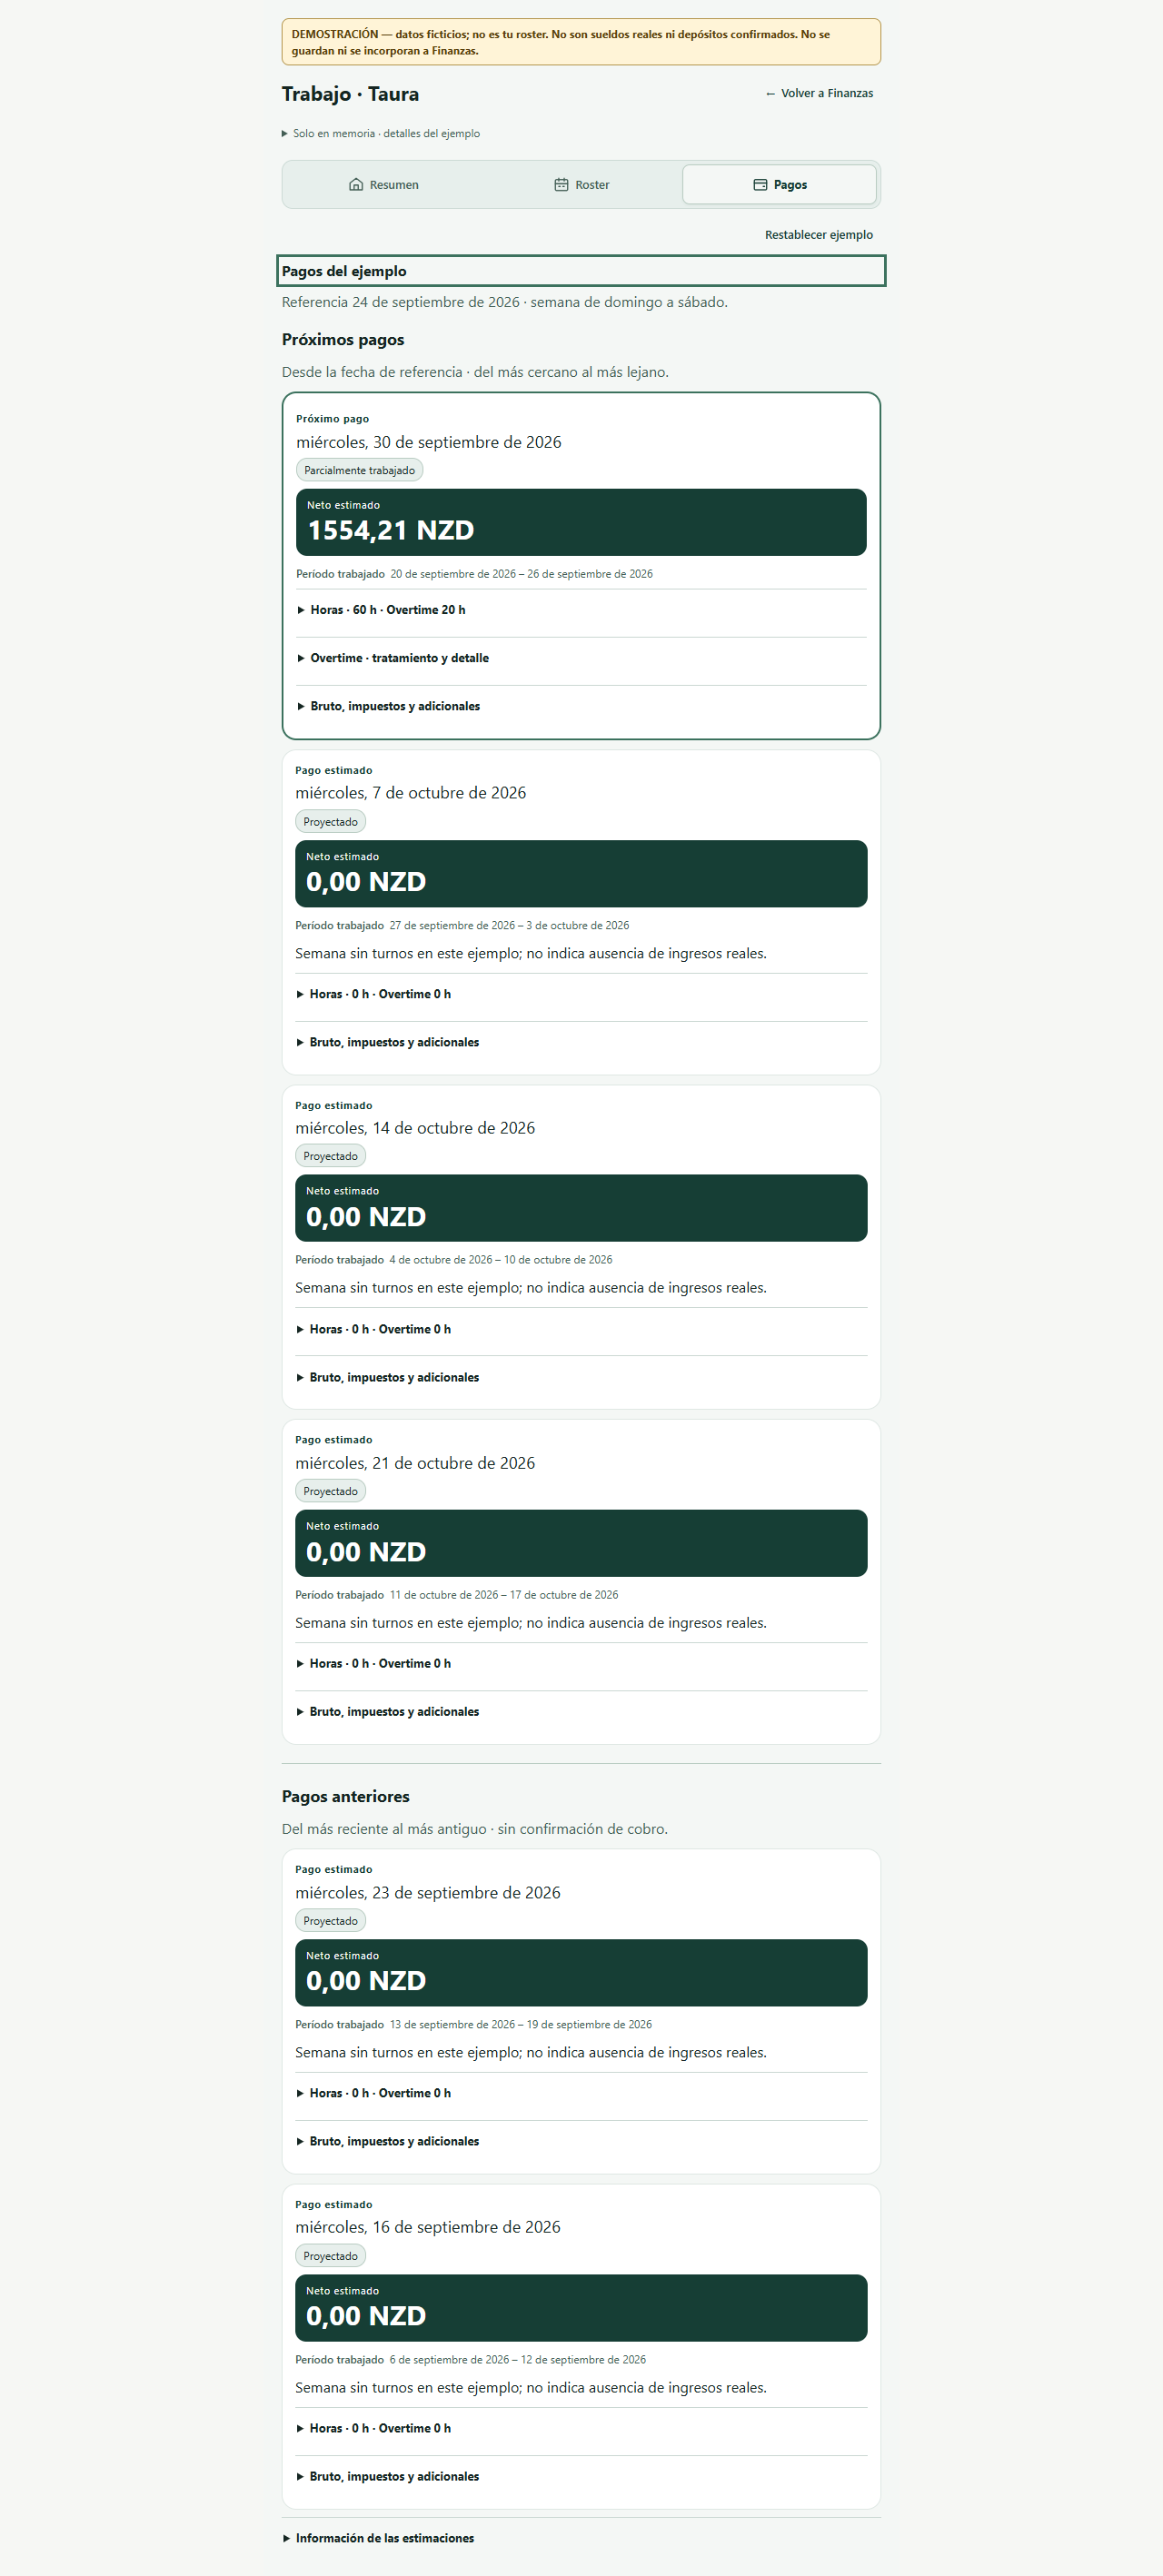 DEMOSTRACIÓN — datos ficticios; no es tu roster. No son sueldos reales ni depósitos confirmados. No se
guardan ni se incorporan a Finanzas.
Trabajo · Taura
← Volver a Finanzas
▶ Solo en memoria · detalles del ejemplo
Resumen
Roster
Pagos
Restablecer ejemplo
Pagos del ejemplo
Referencia 24 de septiembre de 2026 · semana de domingo a sábado.
Próximos pagos
Desde la fecha de referencia · del más cercano al más lejano.
Próximo pago
miércoles, 30 de septiembre de 2026
Parcialmente trabajado
Neto estimado
1554,21 NZD
Período trabajado 20 de septiembre de 2026 – 26 de septiembre de 2026
▶ Horas · 60 h · Overtime 20 h
▶ Overtime · tratamiento y detalle
▶ Bruto, impuestos y adicionales
Pago estimado
miércoles, 7 de octubre de 2026
Proyectado
Neto estimado
0,00 NZD
Período trabajado 27 de septiembre de 2026 – 3 de octubre de 2026
Semana sin turnos en este ejemplo; no indica ausencia de ingresos reales.
▶ Horas · 0 h · Overtime 0 h
▶ Bruto, impuestos y adicionales
Pago estimado
miércoles, 14 de octubre de 2026
Proyectado
Neto estimado
0,00 NZD
Período trabajado 4 de octubre de 2026 – 10 de octubre de 2026
Semana sin turnos en este ejemplo; no indica ausencia de ingresos reales.
▶ Horas · 0 h · Overtime 0 h
▶ Bruto, impuestos y adicionales
Pago estimado
miércoles, 21 de octubre de 2026
Proyectado
Neto estimado
0,00 NZD
Período trabajado 11 de octubre de 2026 – 17 de octubre de 2026
Semana sin turnos en este ejemplo; no indica ausencia de ingresos reales.
▶ Horas · 0 h · Overtime 0 h
▶ Bruto, impuestos y adicionales
Pagos anteriores
Del más reciente al más antiguo · sin confirmación de cobro.
Pago estimado
miércoles, 23 de septiembre de 2026
Proyectado
Neto estimado
0,00 NZD
Período trabajado 13 de septiembre de 2026 – 19 de septiembre de 2026
Semana sin turnos en este ejemplo; no indica ausencia de ingresos reales.
▶ Horas · 0 h · Overtime 0 h
▶ Bruto, impuestos y adicionales
Pago estimado
miércoles, 16 de septiembre de 2026
Proyectado
Neto estimado
0,00 NZD
Período trabajado 6 de septiembre de 2026 – 12 de septiembre de 2026
Semana sin turnos en este ejemplo; no indica ausencia de ingresos reales.
▶ Horas · 0 h · Overtime 0 h
▶ Bruto, impuestos y adicionales
▶ Información de las estimaciones